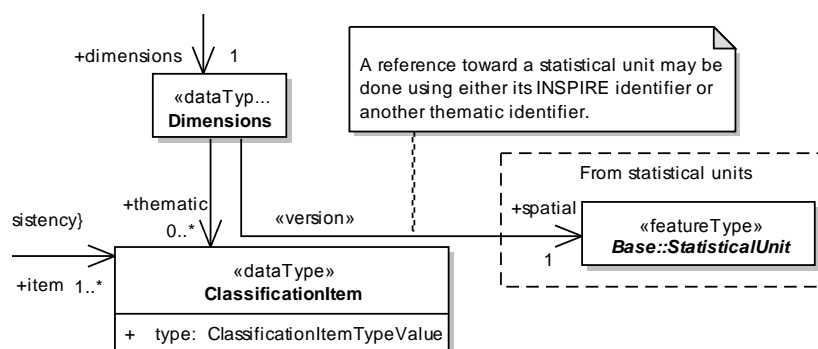 +dimensions 1
«dataTyp...
Dimensions
A reference toward a statistical unit may be
done using either its INSPIRE identifier or
another thematic identifier.
From statistical units
+thematic
0..*
«version»
+spatial
1
«featureType»
Base::StatisticalUnit
sistency}
+item 1..*
«dataType»
ClassificationItem
+ type: ClassificationItemTypeValue